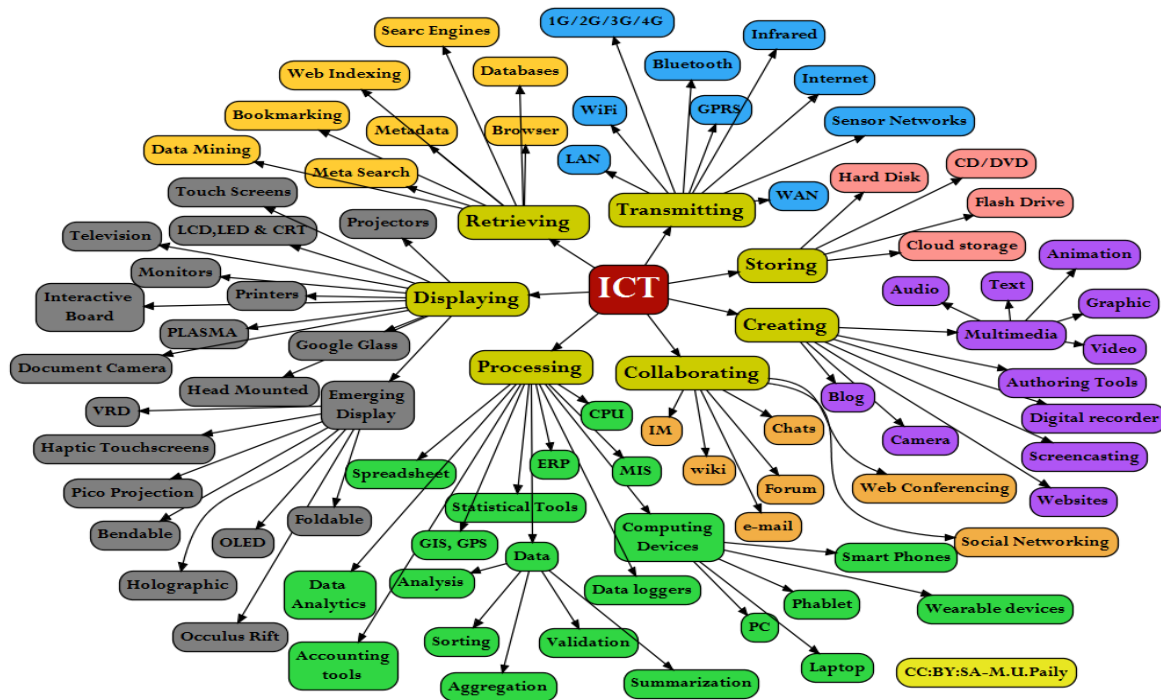 1G/2G/3G/4G
Infrared
Searc Engines
Bluetooth
Databases
Web Indexing
Internet
WiFi
GPRS
Bookmarking
Metadata
Browser
Sensor Networks
Data Mining
LAN
CD/DVD
Meta Search
Hard Disk
Touch Screens
WAN
Flash Drive
Retrieving
Transmitting
Projectors
LCD,LED & CRT
Television
Cloud storage
Animation
Storing
Monitors
Audio
Text
ICT
Interactive
Board
Printers
Displaying
Graphic
Creating
PLASMA
Multimedia
Google Glass
Video
Document Camera
Processing
Collaborating
Head Mounted
Emerging
Display
Authoring Tools
Blog
VRD
CPU
Digital recorder
IM
Chats
Haptic Touchscreens
Camera
Screencasting
Spreadsheet
ERP
MIS
wiki
Pico Projection
Forum
Web Conferencing
Websites
Statistical Tools
Bendable
Foldable
e-mail
OLED
GIS, GPS
Computing
Devices
Social Networking
Data
Smart Phones
Holographic
Data
Analytics
Analysis
Data loggers
Phablet
Wearable devices
Occulus Rift
PC
Sorting
Validation
Accounting
tools
Laptop
Aggregation
Summarization
CC:BY:SA-M.U.Paily